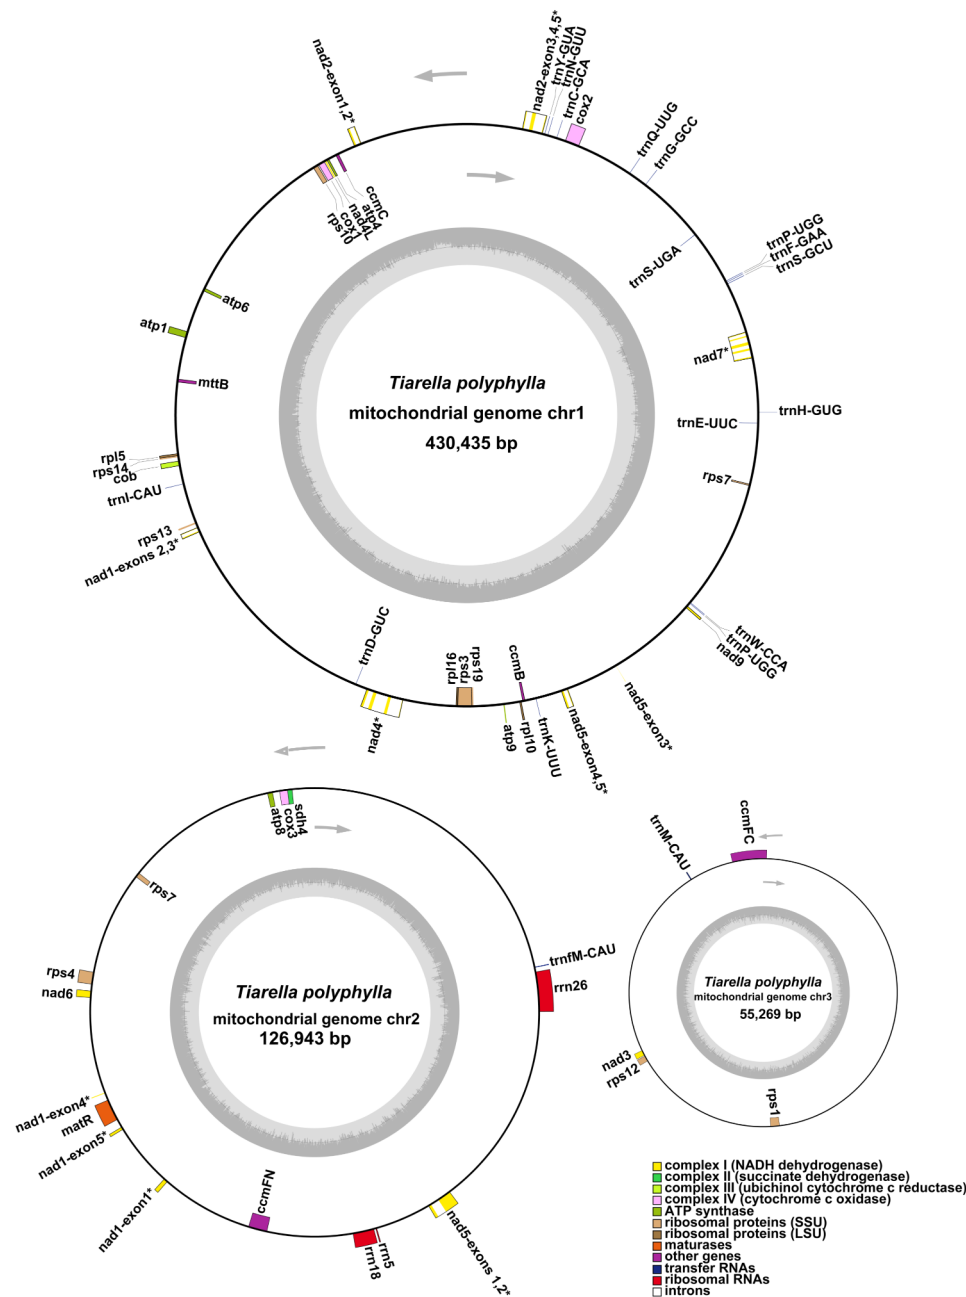 nad2-exon1,2*
nad2-exon3,4,5*
trnY-GUA
trnN-GUU
trnC-GCA
cox2
trnQ-UUG
trnG-GCC
trnS-UGA
trnP-UGG
trnF-GAA
trnS-GCU
nad7*
trnH-GUG
trnE-UUC
rps7
trnW-CCA
trnP-UGG
nad9
nad5-exon3*
nad5-exon4,5*
trnK-UUU
rpl10
ccmB
atp9
rps19
rps3
rpl16
nad4*
trnD-GUC
nad1-exons 2,3*
rps13
trnI-CAU
cob
rps14
rpl5
mttB
atp1
atp6
rps10
cox1
nad4L
atp4
ccmC
Tiarella polyphylla
mitochondrial genome chr1
430,435 bp
atp8
cox3
sdh4
rps7
rps4
nad6
nad1-exon4*
matR
nad1-exon5*
nad1-exon1*
ccmFN
rrn18
rrn5
nad5-exons 1,2*
rrn26
trnfM-CAU
Tiarella polyphylla
mitochondrial genome chr2
126,943 bp
trnM-CAU
ccmFC
nad3
rps12
rps1
Tiarella polyphylla
mitochondrial genome chr3
55,269 bp
complex I (NADH dehydrogenase)
complex II (succinate dehydrogenase)
complex III (ubichinol cytochrome c reductase)
complex IV (cytochrome c oxidase)
ATP synthase
ribosomal proteins (SSU)
ribosomal proteins (LSU)
maturases
other genes
transfer RNAs
ribosomal RNAs
introns